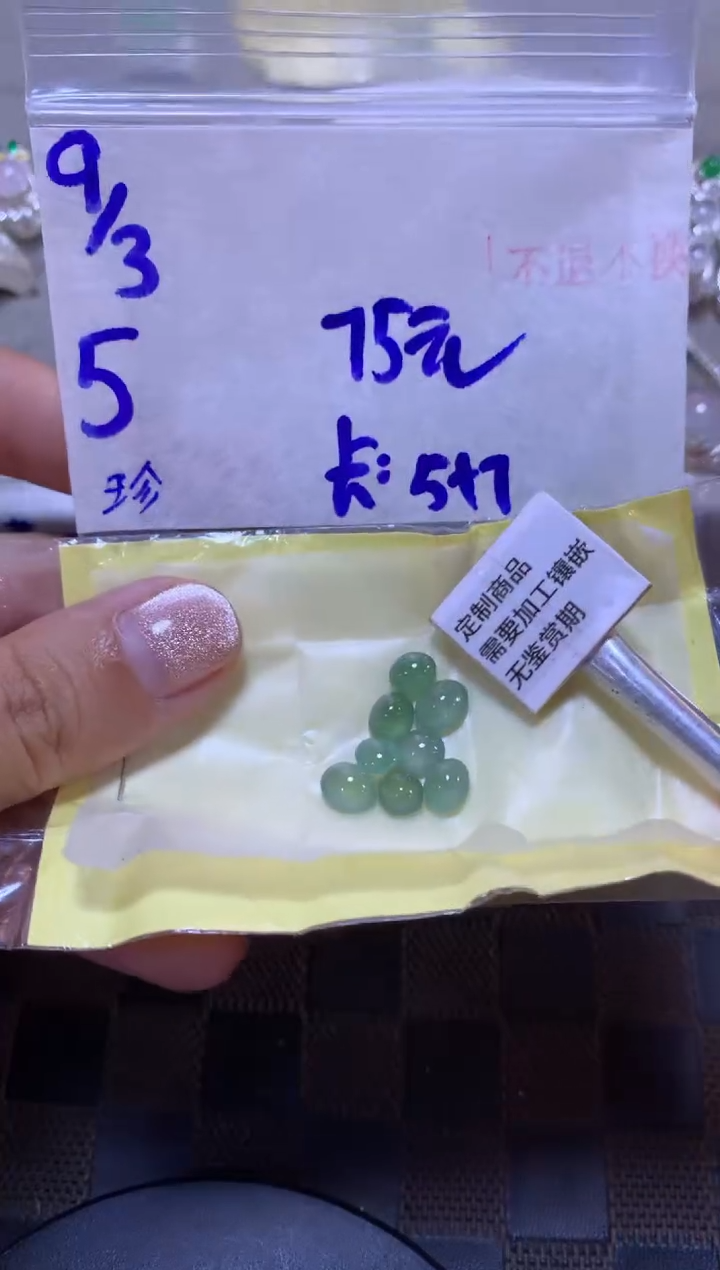 9/3
不退不换
5
75元
珍
卡: 5+7
定制商品
需要加工镶嵌
无鉴赏期